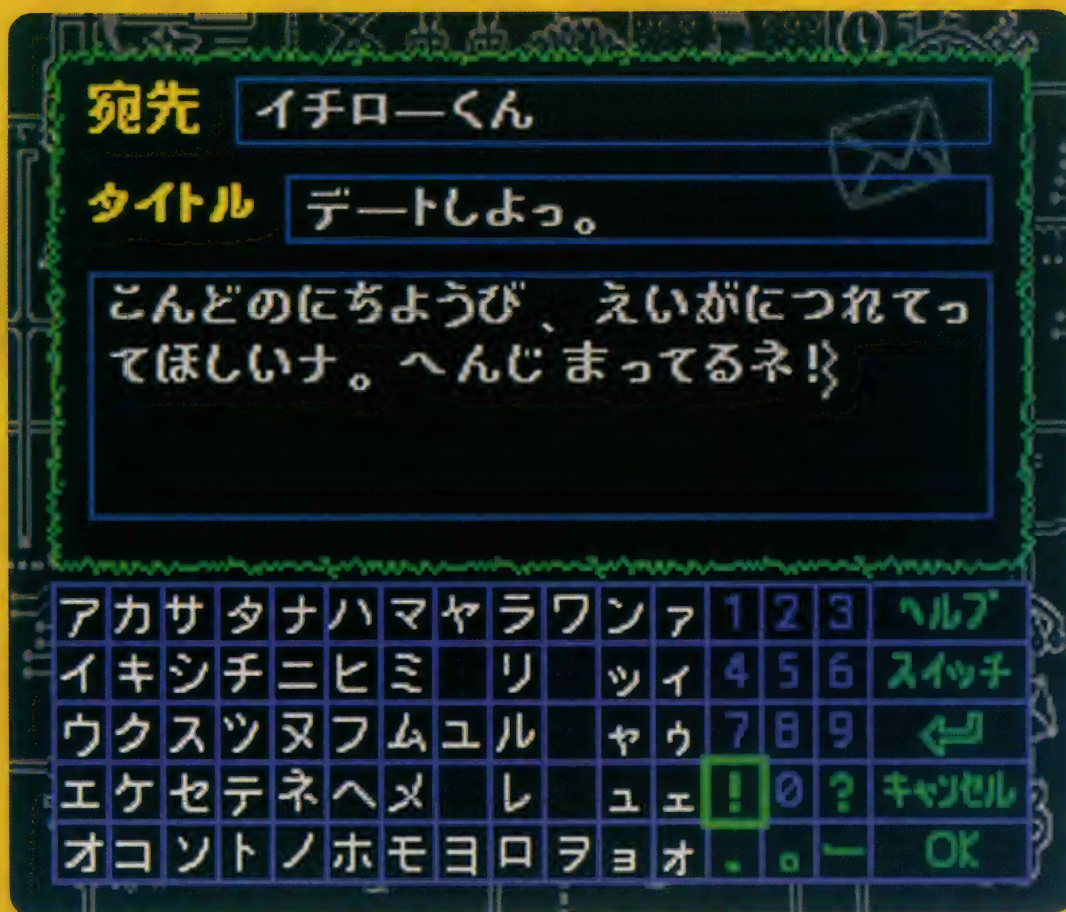 宛先 イチローくん
タイトル デートしよっ。
こんどのにちようび、えいがにつれてっ
てほしいナ。へんじ まってるネ!
ア カ サ タ ナ ハ マ ヤ ラ ワ ン ァ 1 2 3 ヘルプ
イ キ シ チ ニ ヒ ミ リ ッ ィ 4 5 6 スイッチ
ウ ク ス ツ ヌ フ ム ユ ル ャ ゥ 7 8 9
エ ケ セ テ ネ ヘ メ レ ュ ェ ! 0 ? キャンセル
オ コ ソ ト ノ ホ モ ヨ ロ ヲ ョ ォ . 。 ー OK